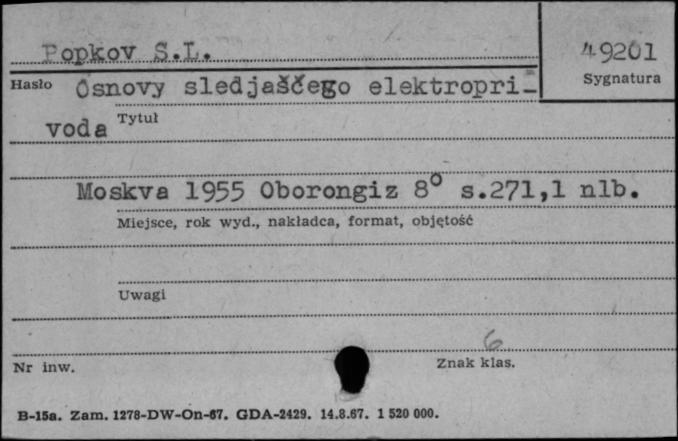 Popkov S.L.
49201
Hasło
Sygnatura
Osnovy sledjaščego elektropri-
Tytuł
voda
Moskva 1955 Oborongiz 8° s.271,1 nlb.
Miejsce, rok wyd., nakładca, format, objętość
Uwagi
6
Nr inw.
Znak klas.
B-15a. Zam. 1278-DW-On-67. GDA-2429. 14.8.67. 1 520 000.